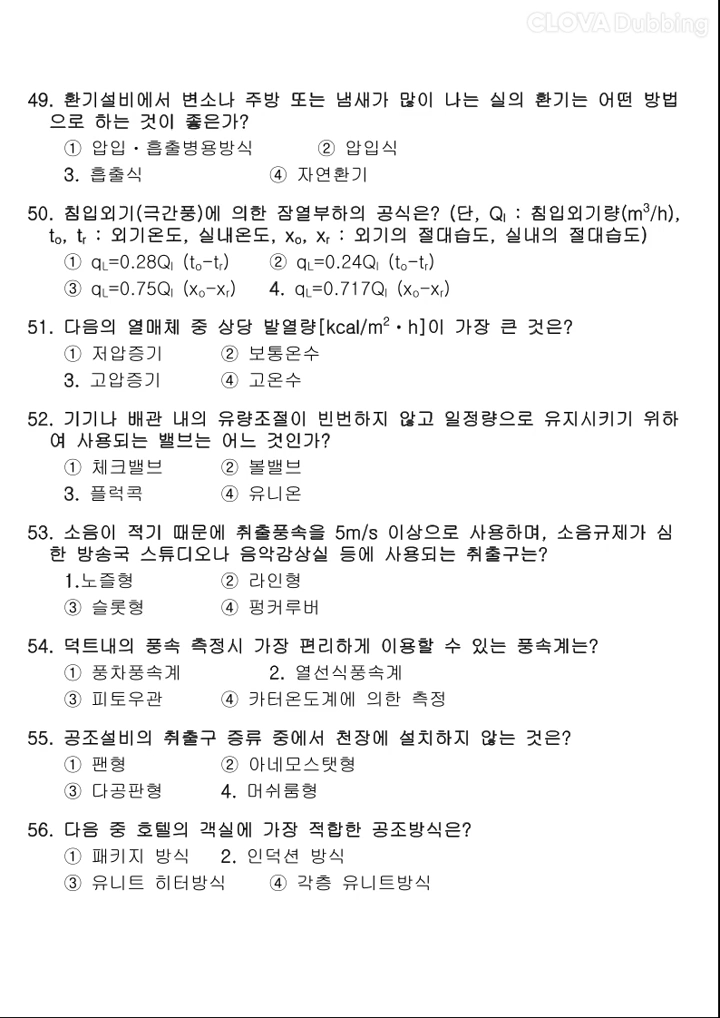 CLOVA Dubbing
49. 환기설비에서 변소나 주방 또는 냄새가 많이 나는 실의 환기는 어떤 방법
으로 하는 것이 좋은가?
① 압입·흡출병용방식 ② 압입식
3. 흡출식 ④ 자연환기
50. 침입외기(극간풍)에 의한 잠열부하의 공식은? (단, Qₗ : 침입외기량(m³/h),
tₒ, tᵣ : 외기온도, 실내온도, xₒ, xᵣ : 외기의 절대습도, 실내의 절대습도)
① q_L=0.28Qₗ (tₒ-tᵣ) ② q_L=0.24Qₗ (tₒ-tᵣ)
③ q_L=0.75Qₗ (xₒ-xᵣ) 4. q_L=0.717Qₗ (xₒ-xᵣ)
51. 다음의 열매체 중 상당 발열량[kcal/m²·h]이 가장 큰 것은?
① 저압증기 ② 보통온수
3. 고압증기 ④ 고온수
52. 기기나 배관 내의 유량조절이 빈번하지 않고 일정량으로 유지시키기 위하
여 사용되는 밸브는 어느 것인가?
① 체크밸브 ② 볼밸브
3. 플럭콕 ④ 유니온
53. 소음이 적기 때문에 취출풍속을 5m/s 이상으로 사용하며, 소음규제가 심
한 방송국 스튜디오나 음악감상실 등에 사용되는 취출구는?
1.노즐형 ② 라인형
③ 슬롯형 ④ 펑커루버
54. 덕트내의 풍속 측정시 가장 편리하게 이용할 수 있는 풍속계는?
① 풍차풍속계 2. 열선식풍속계
③ 피토우관 ④ 카터온도계에 의한 측정
55. 공조설비의 취출구 종류 중에서 천장에 설치하지 않는 것은?
① 팬형 ② 아네모스탯형
③ 다공판형 4. 머쉬룸형
56. 다음 중 호텔의 객실에 가장 적합한 공조방식은?
① 패키지 방식 2. 인덕션 방식
③ 유니트 히터방식 ④ 각층 유니트방식